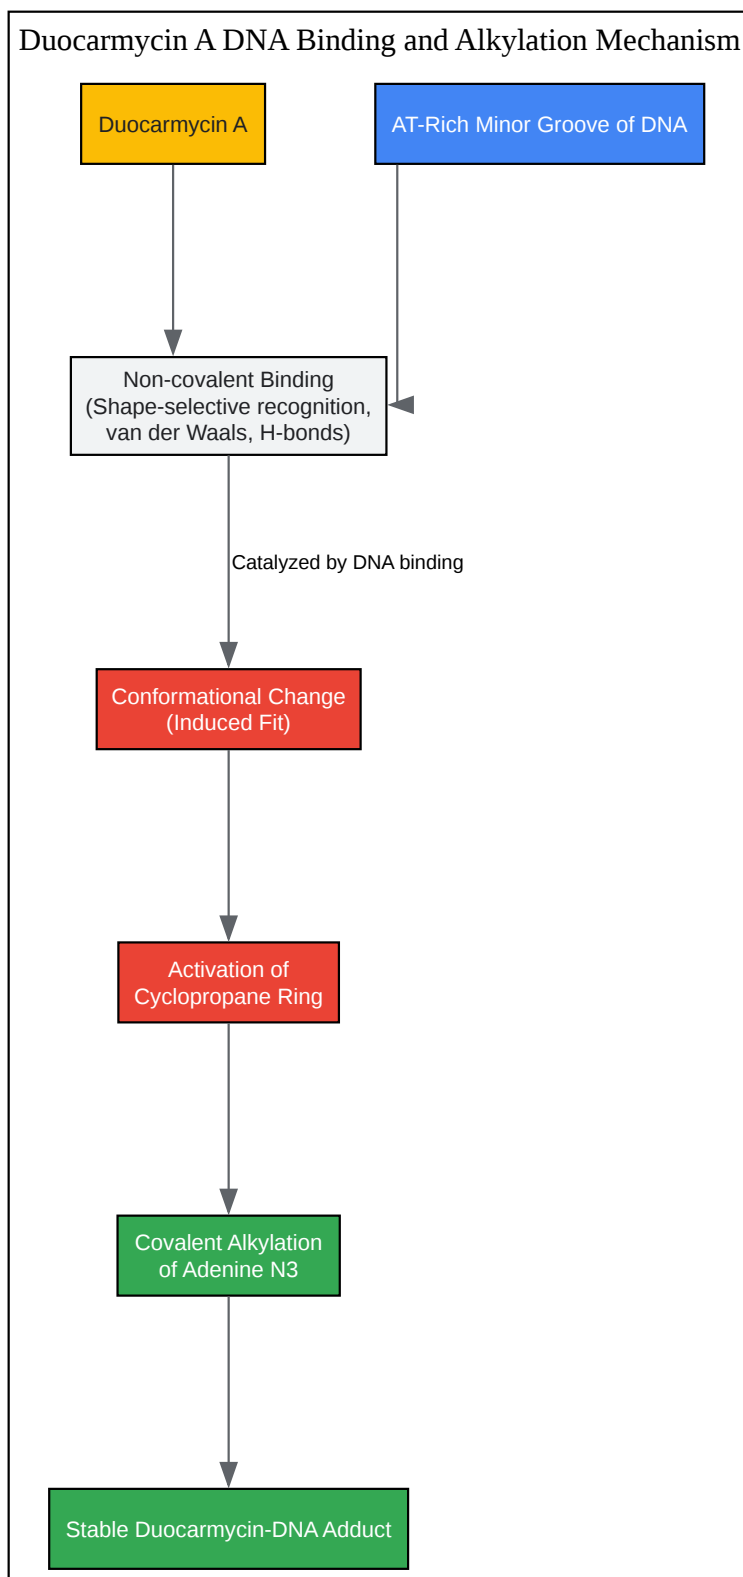 Duocarmycin A DNA Binding and Alkylation Mechanism
Duocarmycin A
AT-Rich Minor Groove of DNA
Non-covalent Binding
(Shape-selective recognition,
van der Waals, H-bonds)
Catalyzed by DNA binding
Conformational Change
(Induced Fit)
Activation of
Cyclopropane Ring
Covalent Alkylation
of Adenine N3
Stable Duocarmycin-DNA Adduct